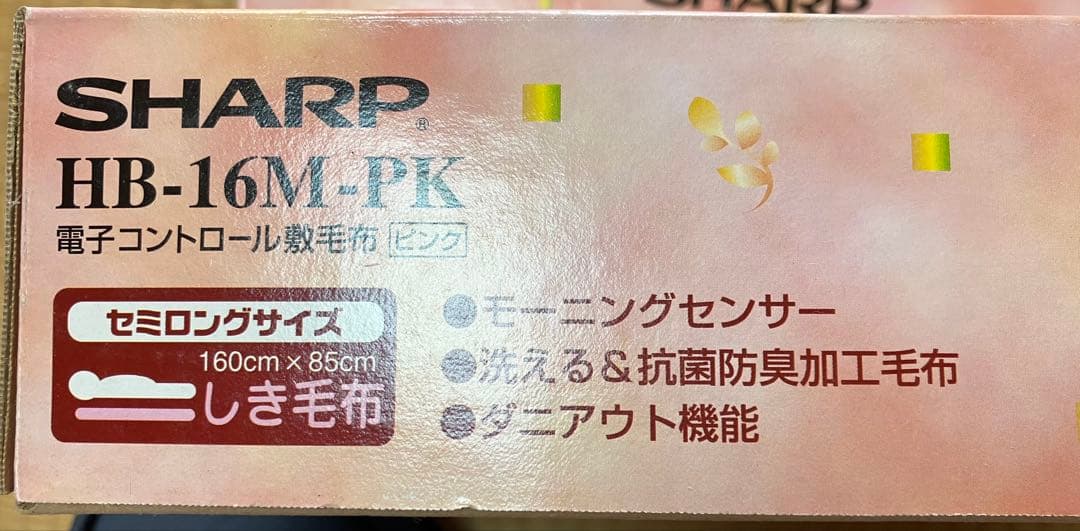 SHARP
SHARP®
HB-16M-PK
電子コントロール敷毛布 ピンク
セミロングサイズ
160cm×85cm
しき毛布
●モーニングセンサー
●洗える&抗菌防臭加工毛布
●ダニアウト機能